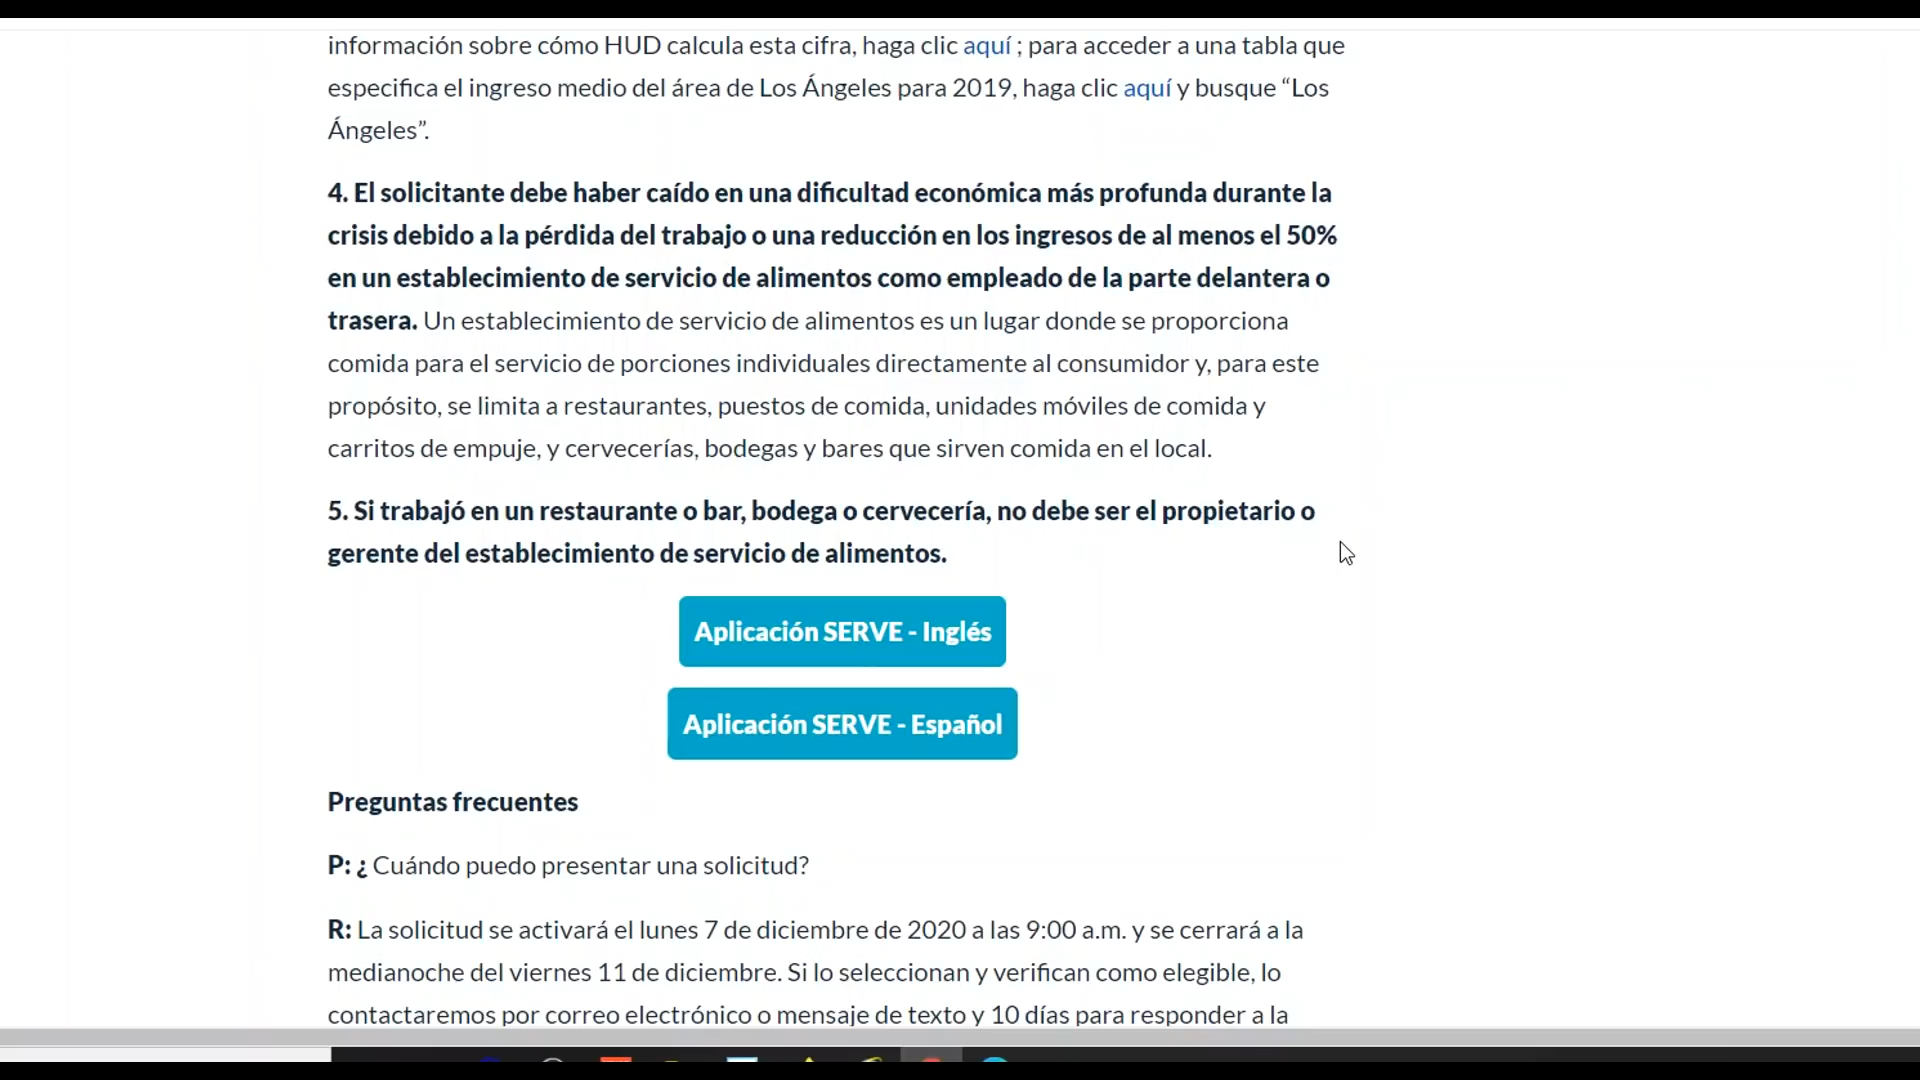 información sobre cómo HUD calcula esta cifra, haga clic aquí ; para acceder a una tabla que
especifica el ingreso medio del área de Los Ángeles para 2019, haga clic aquí y busque “Los
Ángeles”.
4. El solicitante debe haber caído en una dificultad económica más profunda durante la
crisis debido a la pérdida del trabajo o una reducción en los ingresos de al menos el 50%
en un establecimiento de servicio de alimentos como empleado de la parte delantera o
trasera. Un establecimiento de servicio de alimentos es un lugar donde se proporciona
comida para el servicio de porciones individuales directamente al consumidor y, para este
propósito, se limita a restaurantes, puestos de comida, unidades móviles de comida y
carritos de empuje, y cervecerías, bodegas y bares que sirven comida en el local.
5. Si trabajó en un restaurante o bar, bodega o cervecería, no debe ser el propietario o
gerente del establecimiento de servicio de alimentos.
Aplicación SERVE - Inglés
Aplicación SERVE - Español
Preguntas frecuentes
P: ¿ Cuándo puedo presentar una solicitud?
R: La solicitud se activará el lunes 7 de diciembre de 2020 a las 9:00 a.m. y se cerrará a la
medianoche del viernes 11 de diciembre. Si lo seleccionan y verifican como elegible, lo
contactaremos por correo electrónico o mensaje de texto y 10 días para responder a la